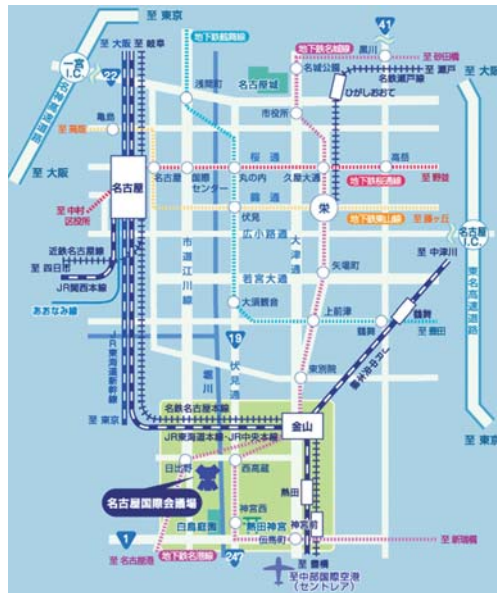 至 東京
一宮
I.C.
名神高速道路
至 大阪
22
至 大阪
至 岐阜
地下鉄鶴舞線
地下鉄名城線
41
黒川
至 砂田橋
名城公園
名鉄瀬戸線
至 瀬戸
ひがしおおて
至 大阪
浅間町
名古屋城
市役所
亀島
至 高畑
桜 通
高岳
名古屋
名古屋
国際
センター
丸の内
久屋大通
地下鉄桜通線
至 野並
錦 通
栄
地下鉄東山線
至 藤ヶ丘
至 中村
区役所
伏見
広小路通
名古屋
I.C.
近鉄名古屋線
至 四日市
JR関西本線
あおなみ線
市道江川線
大津通
矢場町
至 中津川
東名高速道路
若宮大通
大須観音
上前津
鶴舞
鶴舞
至 豊田
JR中央本線
19
伏見通
堀川
JR東海道新幹線
東別院
至 東京
名鉄名古屋本線
金山
JR東海道本線・JR中央本線
日比野
西高蔵
至 東京
名古屋国際会議場
熱田
神宮西
白鳥庭園
熱田神宮
神宮前
1
伝馬町
至 新瑞橋
至 名古屋港
地下鉄名港線
247
至 豊橋
至 中部国際空港
(セントレア)